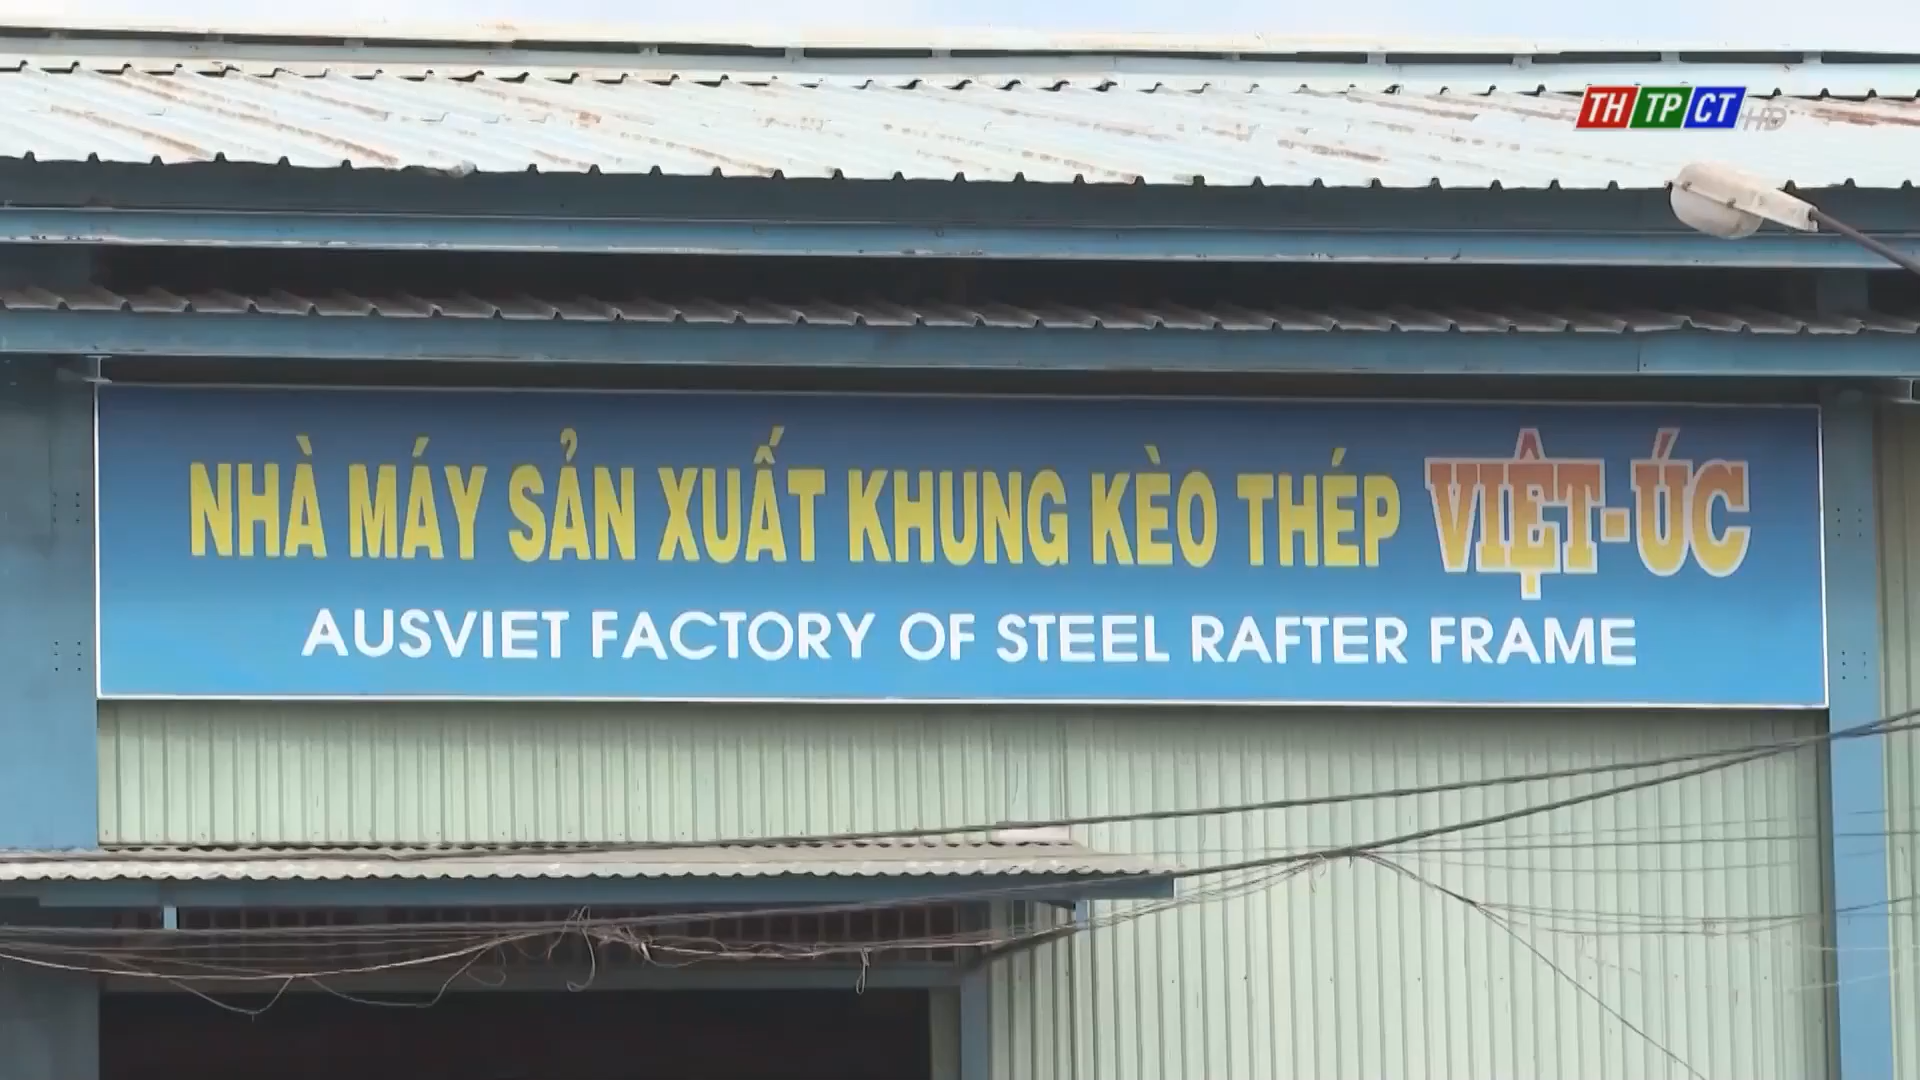 THTPCT HD
NHÀ MÁY SẢN XUẤT KHUNG KÈO THÉP VIỆT-ÚC
AUSVIET FACTORY OF STEEL RAFTER FRAME